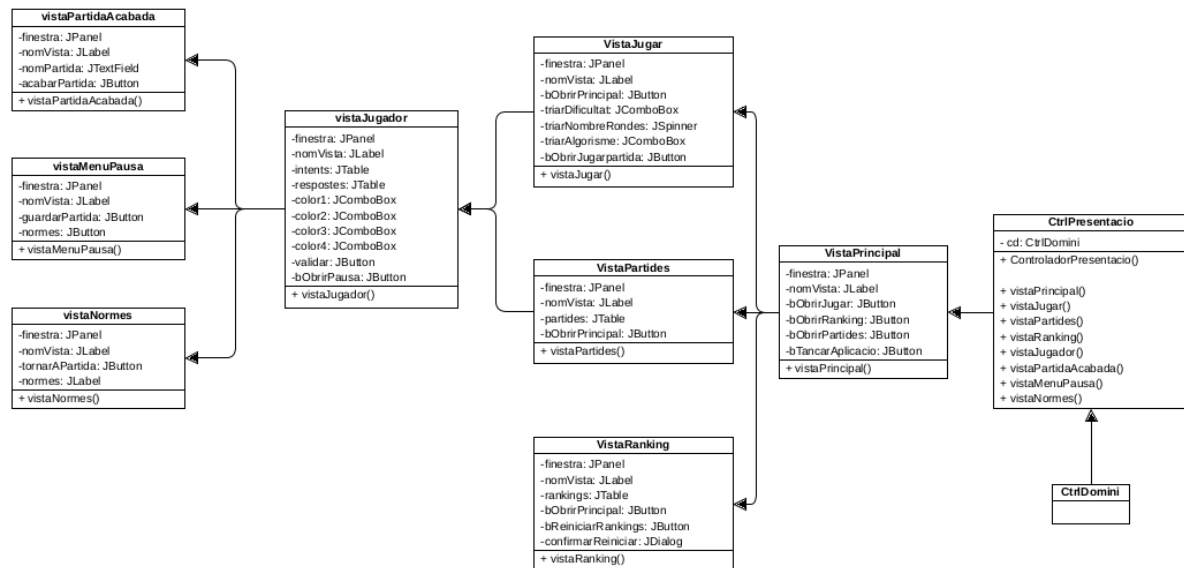 vistaPartidaAcabada
-finestra: JPanel
-nomVista: JLabel
-nomPartida: JTextField
-acabarPartida: JButton
+ vistaPartidaAcabada()
vistaMenuPausa
-finestra: JPanel
-nomVista: JLabel
-guardarPartida: JButton
-normes: JButton
+ vistaMenuPausa()
vistaNormes
-finestra: JPanel
-nomVista: JLabel
-tornarAPartida: JButton
-normes: JLabel
+ vistaNormes()
vistaJugador
-finestra: JPanel
-nomVista: JLabel
-intents: JTable
-respostes: JTable
-color1: JComboBox
-color2: JComboBox
-color3: JComboBox
-color4: JComboBox
-validar: JButton
-bObrirPausa: JButton
+ vistaJugador()
VistaJugar
-finestra: JPanel
-nomVista: JLabel
-bObrirPrincipal: JButton
-triarDificultat: JComboBox
-triarNombreRondes: JSpinner
-triarAlgorisme: JComboBox
-bObrirJugarpartida: JButton
+ vistaJugar()
VistaPartides
-finestra: JPanel
-nomVista: JLabel
-partides: JTable
-bObrirPrincipal: JButton
+ vistaPartides()
VistaRanking
-finestra: JPanel
-nomVista: JLabel
-rankings: JTable
-bObrirPrincipal: JButton
-bReiniciarRankings: JButton
-confirmarReiniciar: JDialog
+ vistaRanking()
VistaPrincipal
-finestra: JPanel
-nomVista: JLabel
-bObrirJugar: JButton
-bObrirRanking: JButton
-bObrirPartides: JButton
-bTancarAplicacio: JButton
+ vistaPrincipal()
CtrlPresentacio
- cd: CtrlDomini
+ ControladorPresentacio()
+ vistaPrincipal()
+ vistaJugar()
+ vistaPartides()
+ vistaRanking()
+ vistaJugador()
+ vistaPartidaAcabada()
+ vistaMenuPausa()
+ vistaNormes()
CtrlDomini